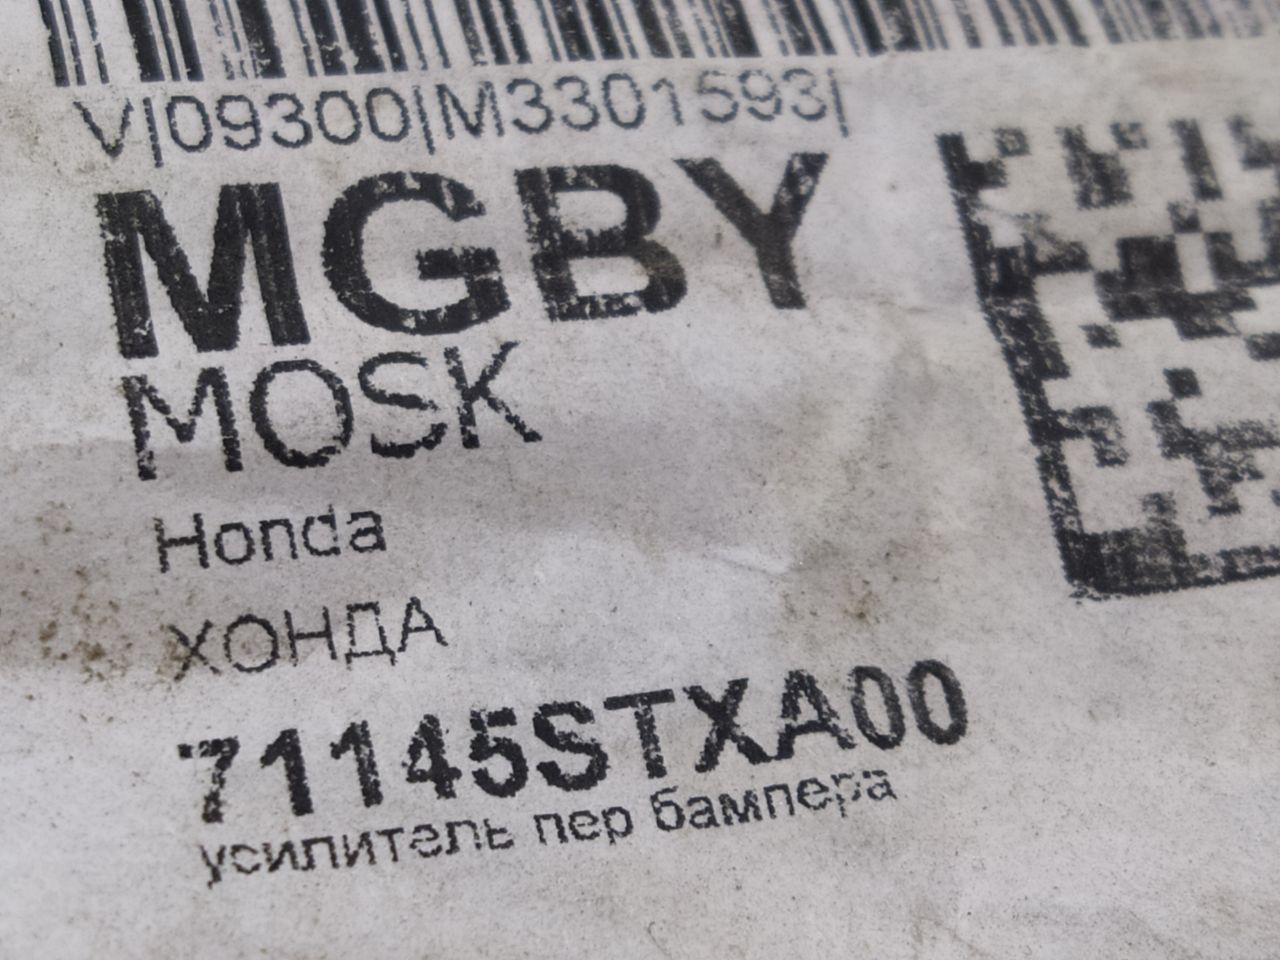 V|09300|M3301593|
MGBY
MOSK
Honda
ХОНДА
71145STXA00
усилитель пер бампера